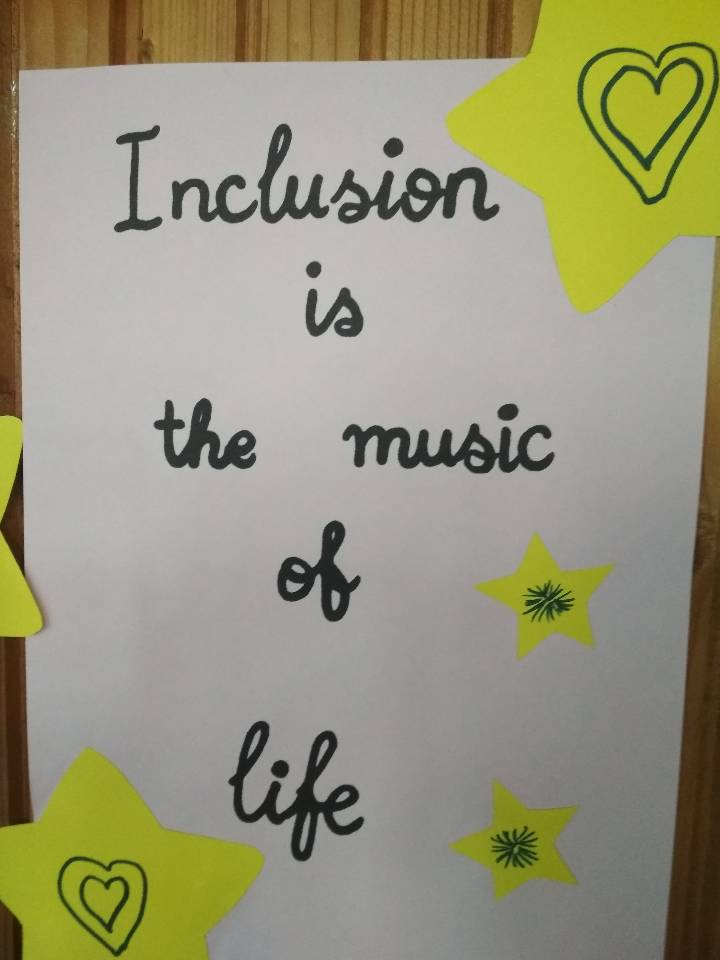 Inclusion
is
the music
of
life